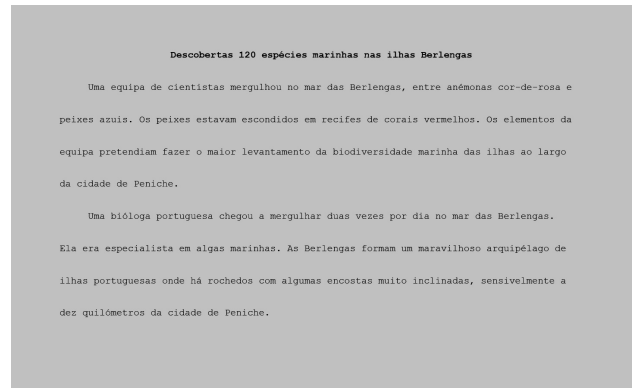 Descobertas 120 espécies marinhas nas ilhas Berlengas
Uma equipa de cientistas mergulhou no mar das Berlengas, entre anémonas cor-de-rosa e
peixes azuis. Os peixes estavam escondidos em recifes de corais vermelhos. Os elementos da
equipa pretendiam fazer o maior levantamento da biodiversidade marinha das ilhas ao largo
da cidade de Peniche.
Uma bióloga portuguesa chegou a mergulhar duas vezes por dia no mar das Berlengas.
Ela era especialista em algas marinhas. As Berlengas formam um maravilhoso arquipélago de
ilhas portuguesas onde há rochedos com algumas encostas muito inclinadas, sensivelmente a
dez quilómetros da cidade de Peniche.